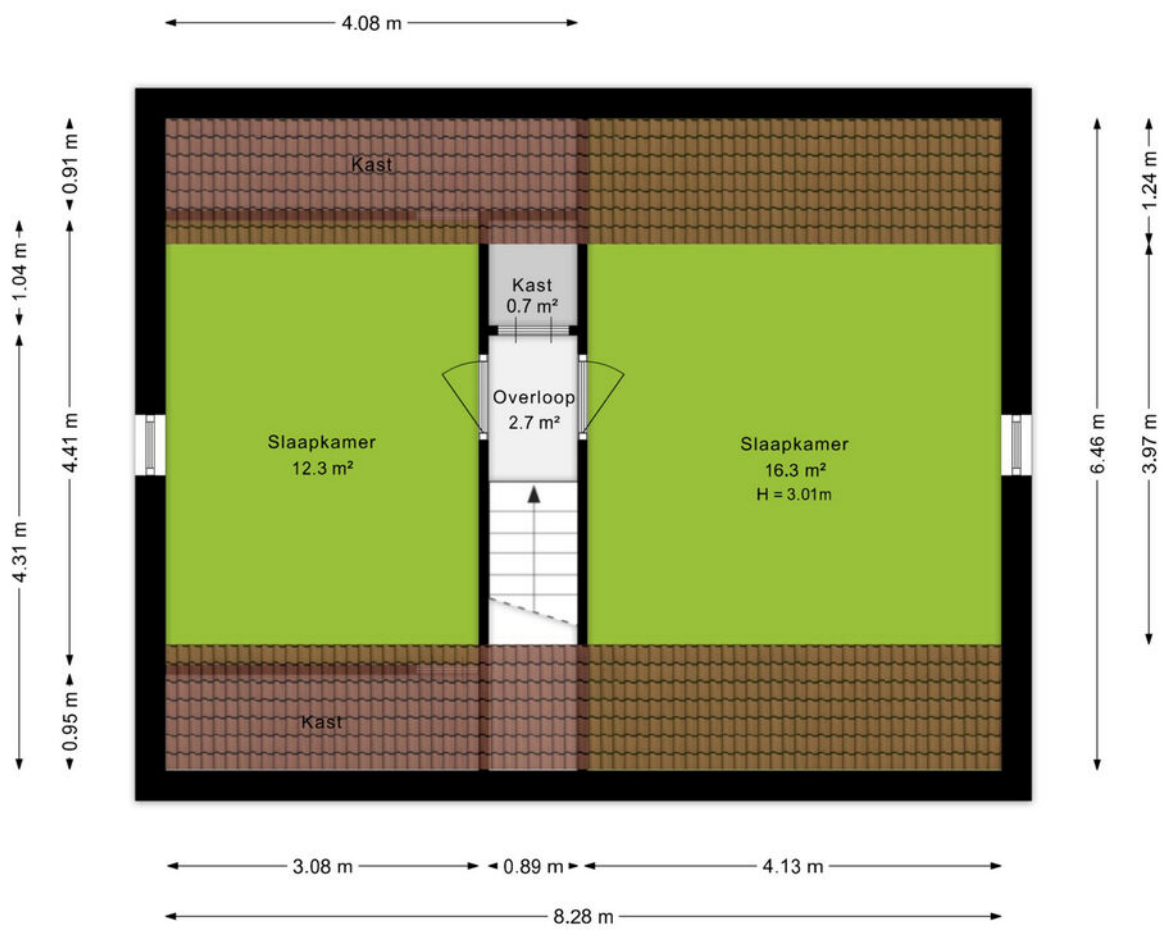 4.08 m
0.91 m
1.24 m
Kast
1.04 m
Kast
0.7 m²
Overloop
2.7 m²
4.41 m
6.46 m
3.97 m
Slaapkamer
12.3 m²
Slaapkamer
16.3 m²
H = 3.01m
4.31 m
0.95 m
Kast
3.08 m
0.89 m
4.13 m
8.28 m